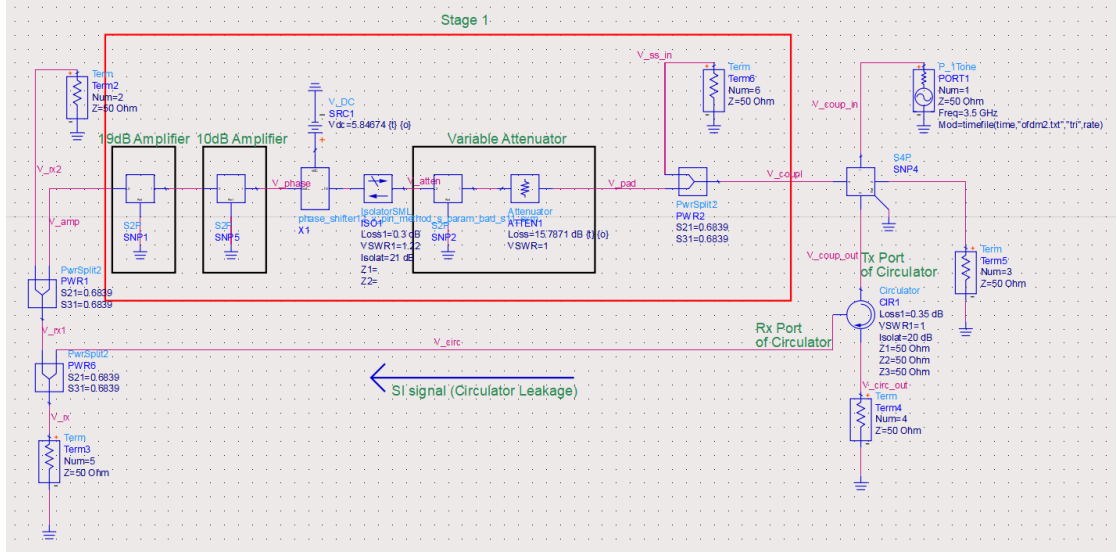 Stage 1
V_ss_in
Term
Term2
Num=2
Z=50 Ohm
V_DC
SRC1
Vdc=5.84674 {t} {o}
Term
Term6
Num=6
Z=50 Ohm
V_coup_in
P_1Tone
PORT1
Num=1
Z=50 Ohm
Freq=3.5 GHz
Mod=timefile(time,"ofdm2.txt","tri",rate)
19dB Amplifier
10dB Amplifier
Variable Attenuator
V_rx2
V_phase
V_atten
V_pad
V_coupl
S4P
SNP4
V_amp
S2P
SNP1
S2P
SNP5
X1
IsolatorSML
ISO1
Loss1=0.3 dB
VSWR1=1.22
Isolat=21 dB
Z1=
Z2=
S2P
SNP2
Attenuator
ATTEN1
Loss=15.7871 dB {t} {o}
VSWR=1
PwrSplit2
PWR2
S21=0.6839
S31=0.6839
V_coup_out
Tx Port
of Circulator
Term
Term5
Num=3
Z=50 Ohm
PwrSplit2
PWR1
S21=0.6839
S31=0.6839
Circulator
CIR1
Loss1=0.35 dB
VSWR1=1
Isolat=20 dB
Z1=50 Ohm
Z2=50 Ohm
Z3=50 Ohm
V_rx1
V_circ
Rx Port
of Circulator
PwrSplit2
PWR6
S21=0.6839
S31=0.6839
SI signal (Circulator Leakage)
V_circ_out
Term
Term4
Num=4
Z=50 Ohm
V_rx
Term
Term3
Num=5
Z=50 Ohm